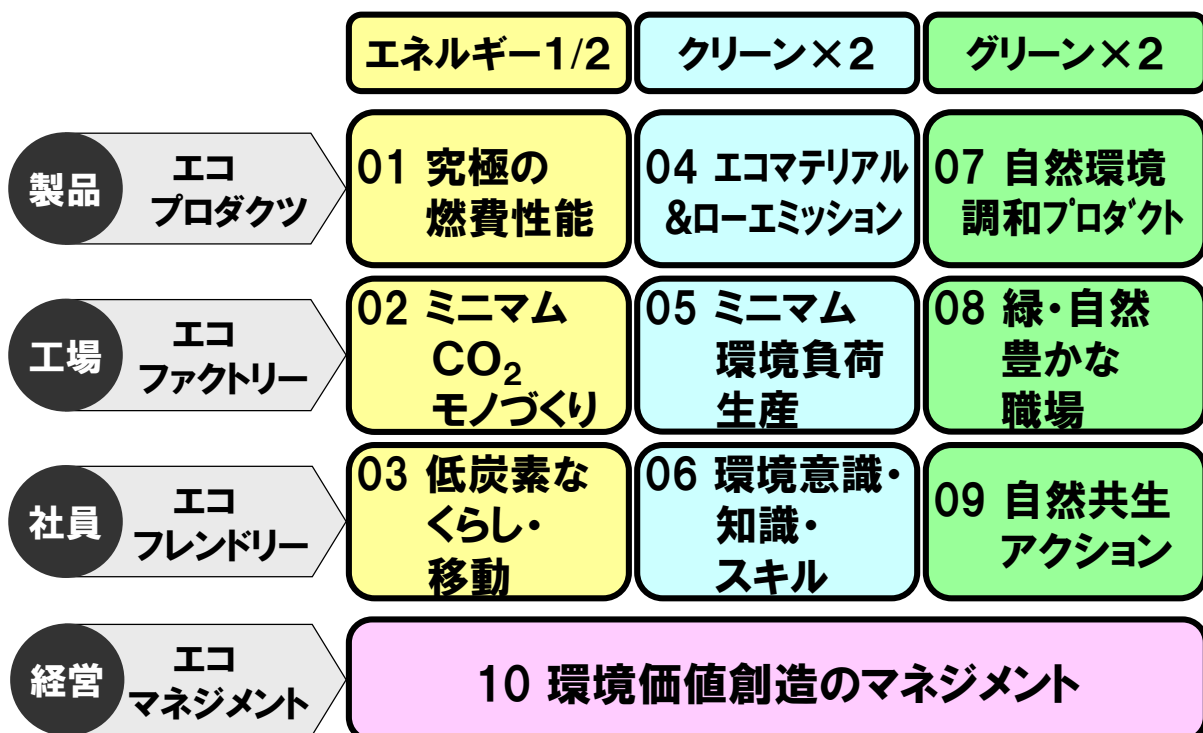 エネルギー1/2
クリーン×2
グリーン×2
製品
エコ
プロダクツ
01 究極の
燃費性能
04 エコマテリアル
&ローエミッション
07 自然環境
調和プロダクト
工場
エコ
ファクトリー
02 ミニマム
CO₂
モノづくり
05 ミニマム
環境負荷
生産
08 緑・自然
豊かな
職場
社員
エコ
フレンドリー
03 低炭素な
くらし・
移動
06 環境意識・
知識・
スキル
09 自然共生
アクション
経営
エコ
マネジメント
10 環境価値創造のマネジメント